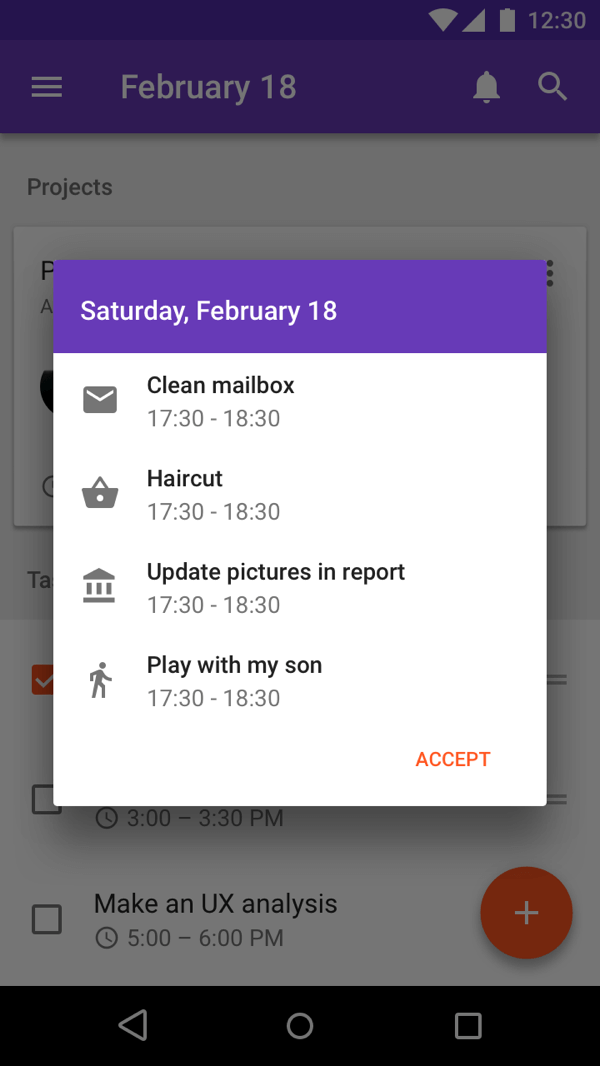 12:30
February 18
Projects
Saturday, February 18
Clean mailbox
17:30 - 18:30
Haircut
17:30 - 18:30
Update pictures in report
17:30 - 18:30
Play with my son
17:30 - 18:30
ACCEPT
3:00 – 3:30 PM
Make an UX analysis
5:00 – 6:00 PM